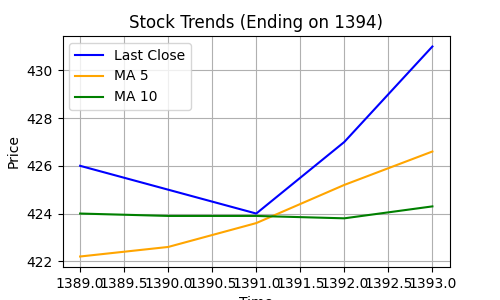 Stock Trends (Ending on 1394)
Last Close
MA 5
MA 10
Price
430
428
426
424
422
1389.0 1389.5 1390.0 1390.5 1391.0 1391.5 1392.0 1392.5 1393.0
Time